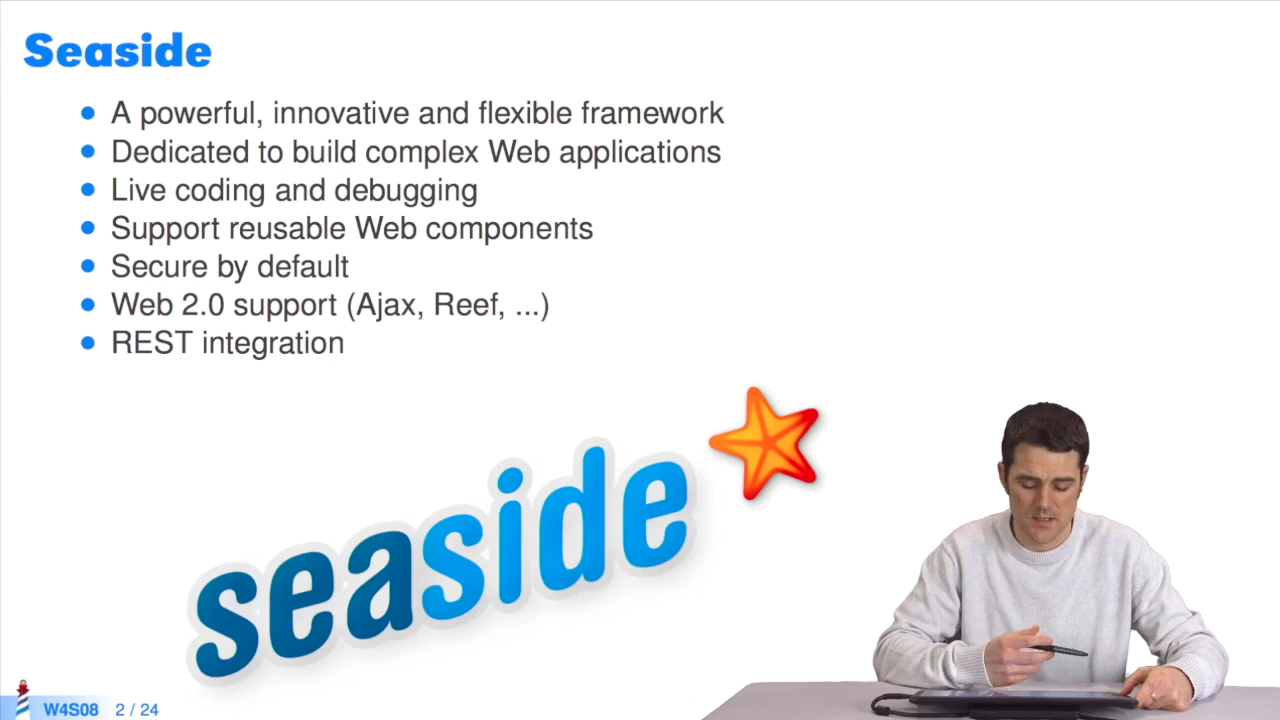 Seaside
A powerful, innovative and flexible framework
Dedicated to build complex Web applications
Live coding and debugging
Support reusable Web components
Secure by default
Web 2.0 support (Ajax, Reef, ...)
REST integration
seaside
W4S08 2 / 24